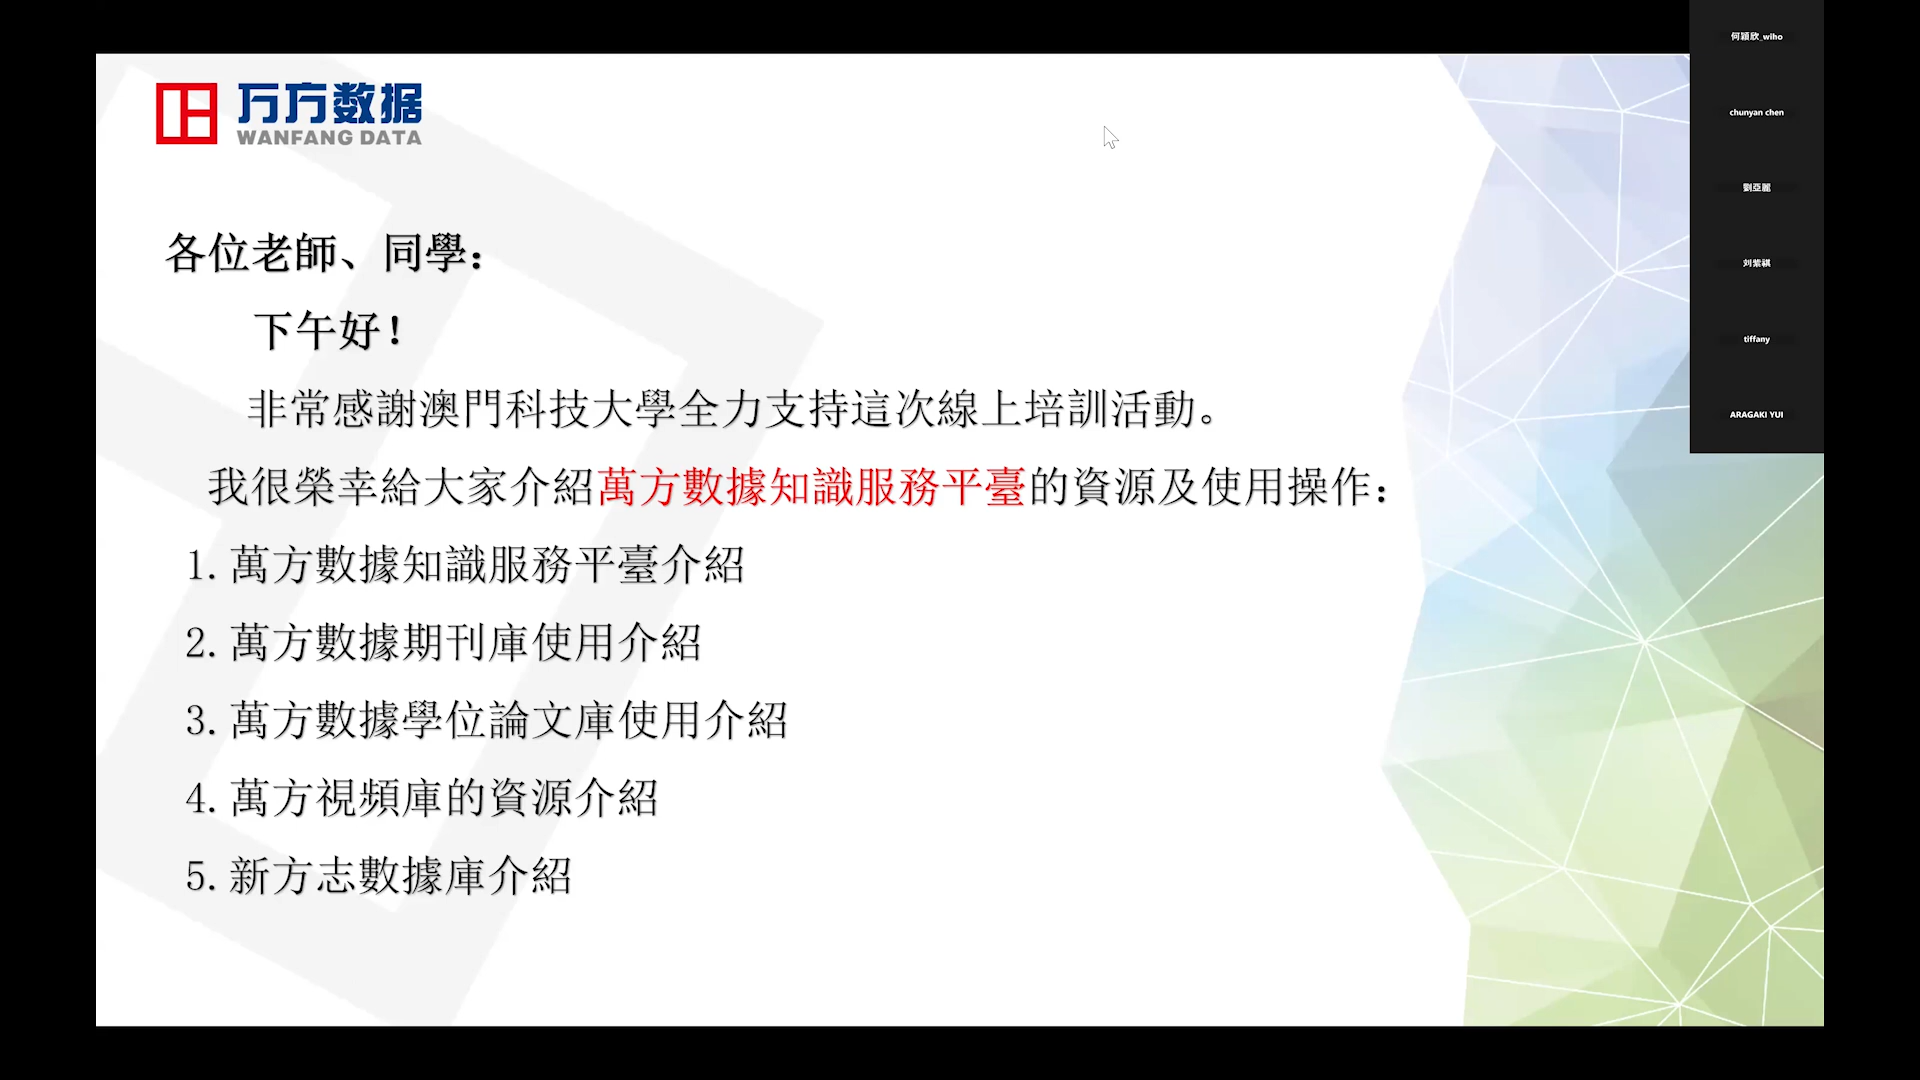 万方数据
WANFANG DATA
各位老師、同學：
下午好！
非常感謝澳門科技大學全力支持這次線上培訓活動。
我很榮幸給大家介紹萬方數據知識服務平臺的資源及使用操作：
1.萬方數據知識服務平臺介紹
2.萬方數據期刊庫使用介紹
3.萬方數據學位論文庫使用介紹
4.萬方視頻庫的資源介紹
5.新方志數據庫介紹
何穎欣_wiho
chunyan chen
劉亞麗
刘紫祺
tiffany
ARAGAKI YUI